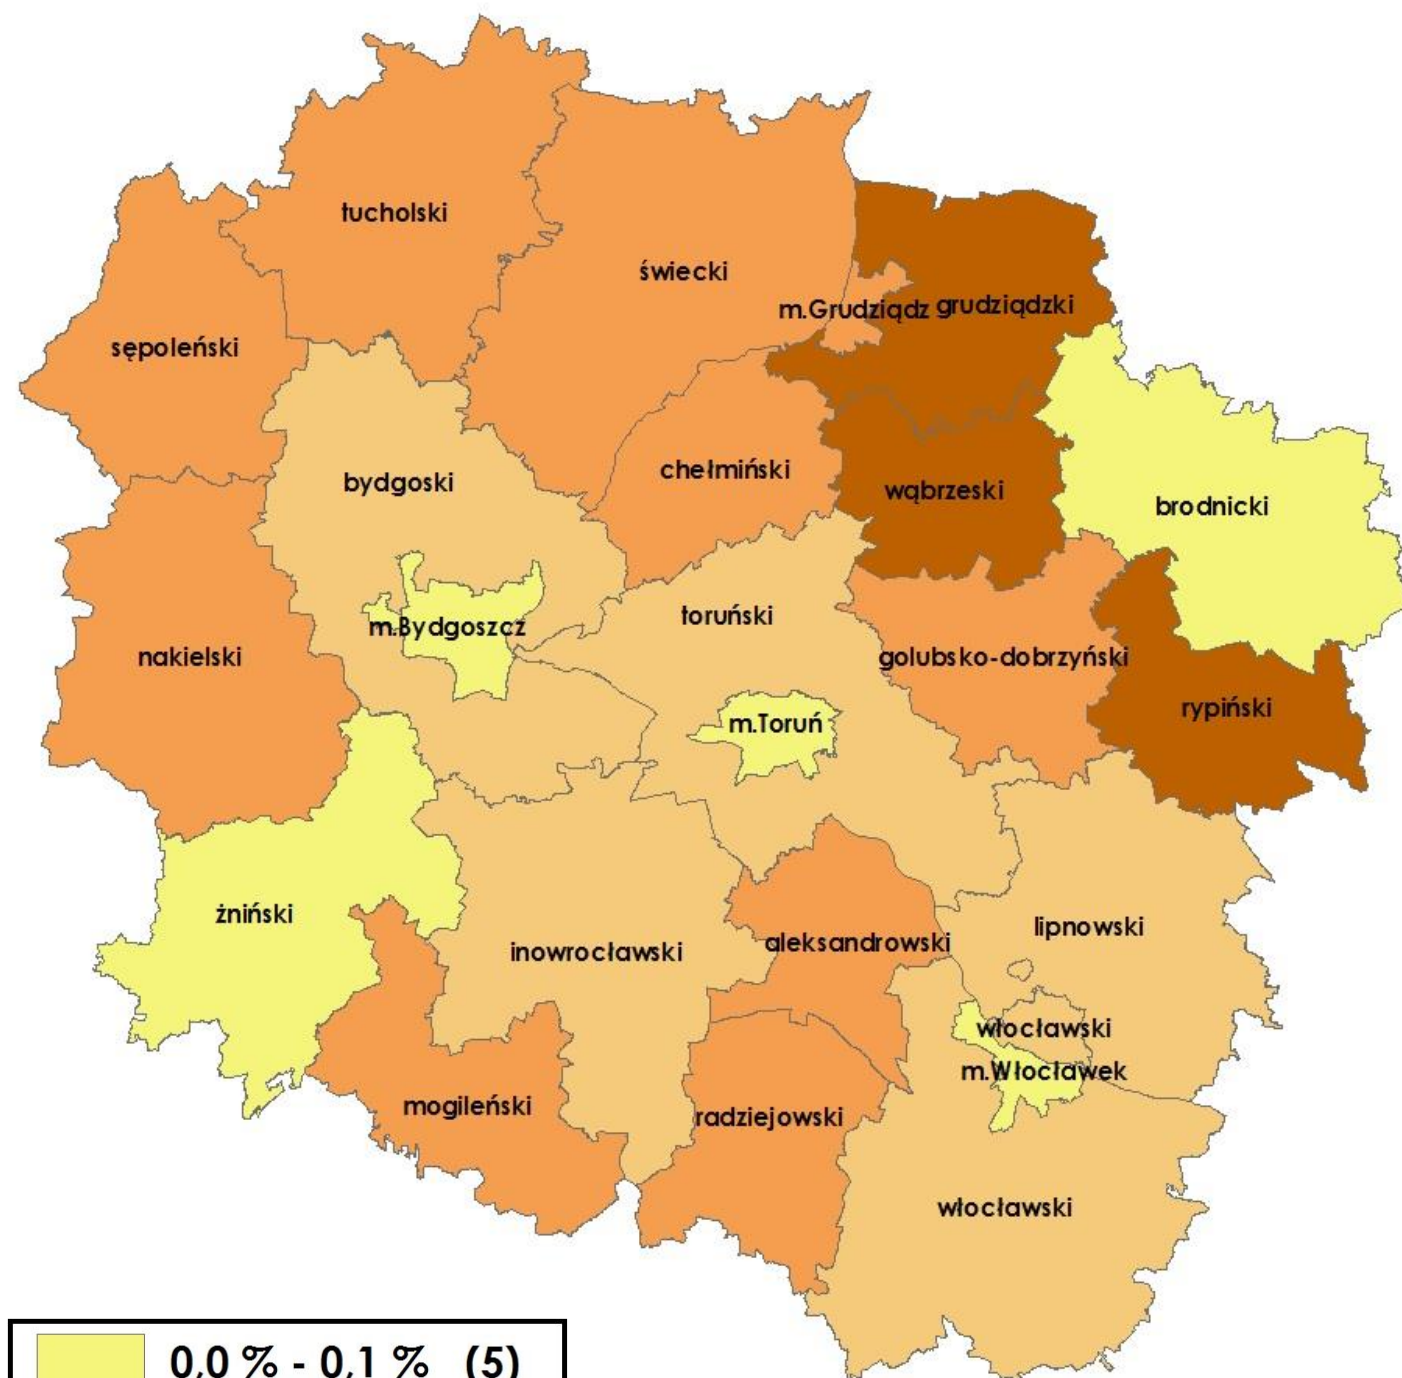 tucholski
świecki
m.Grudziądz
grudziądzki
sępoleński
chełmiński
bydgoski
wąbrzeski
brodnicki
toruński
m.Bydgoszcz
nakielski
golubsko-dobrzyński
rypiński
m.Toruń
żniński
lipnowski
aleksandrowski
inowrocławski
włocławski
m.Włocławek
mogileński
radziejowski
włocławski
0,0 % - 0,1 % (5)